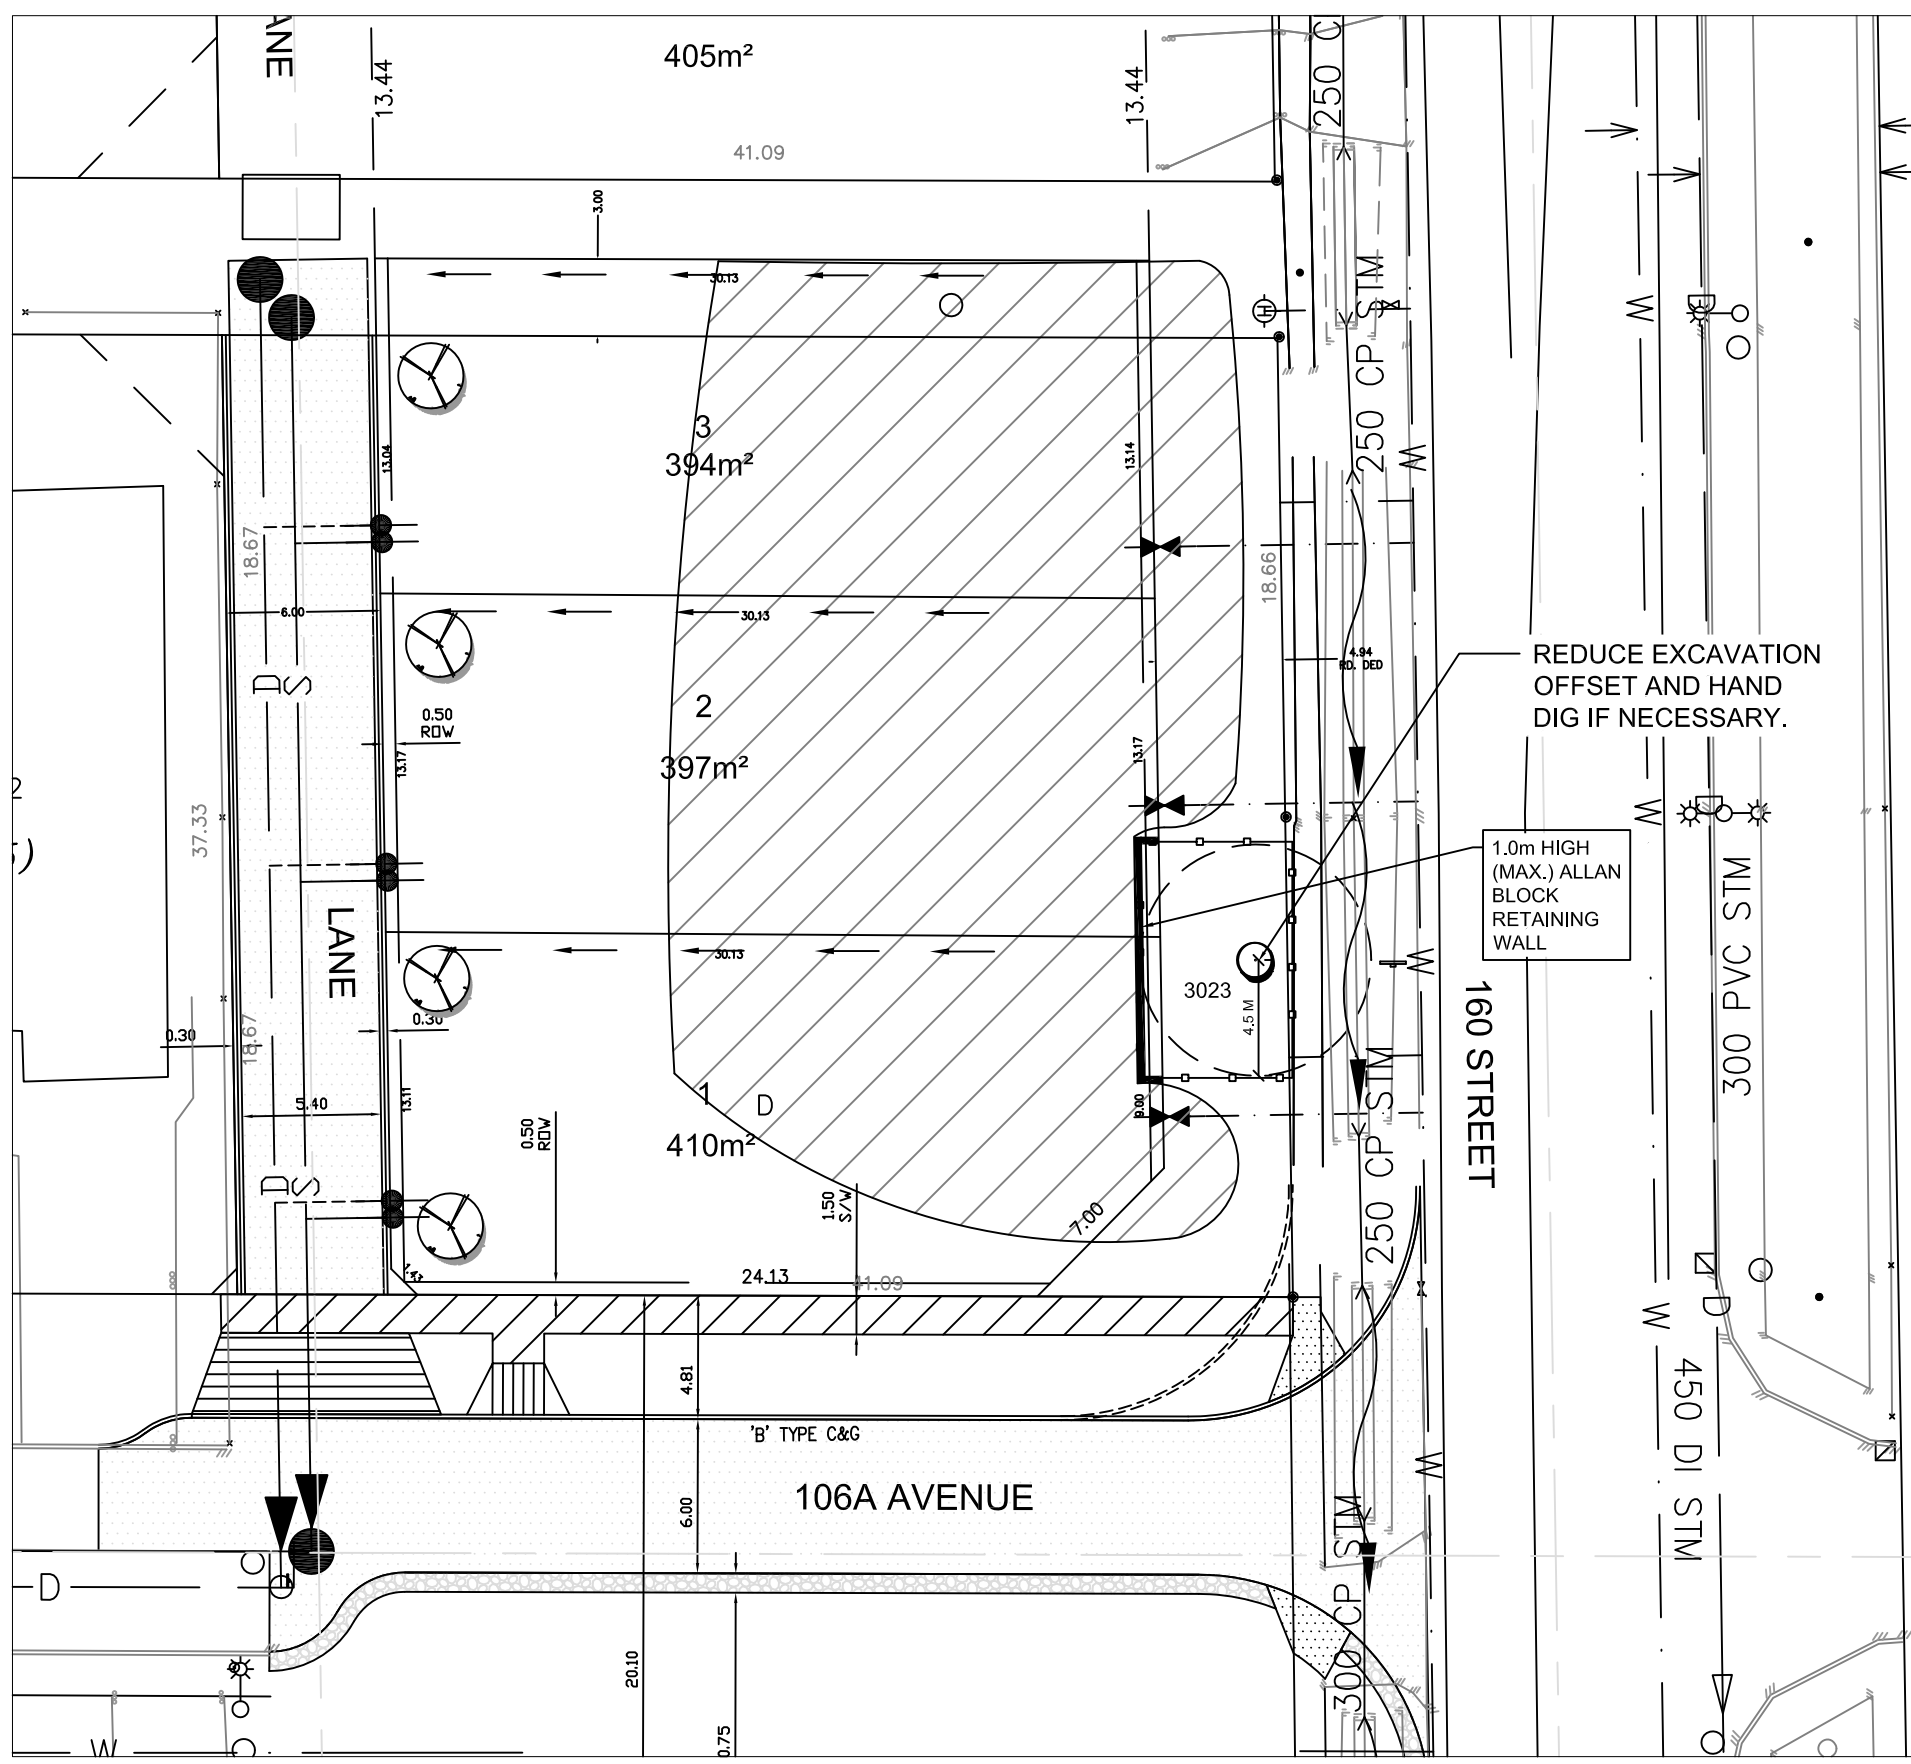 ANE
13.44
405m²
13.44
250 C
41.09
3.00
30.13
250 CP STM
H
W
W
D
3
394m²
13.04
13.14
18.67
18.66
6.00
30.13
4.94
RD. DED
REDUCE EXCAVATION
OFFSET AND HAND
DIG IF NECESSARY.
D
S
2
397m²
0.50
ROW
13.17
13.17
2
)
37.33
W
D
1.0m HIGH
(MAX.) ALLAN
BLOCK
RETAINING
WALL
300 PVC STM
LANE
30.13
W
3023
4.5 M
160 STREET
0.30
18.67
0.30
5.40
13.11
1
D
410m²
9.00
0.50
ROW
1.50
S/W
7.00
250 CP STM
D
S
1.43
24.13
41.09
W
D
4.81
'B' TYPE C&G
450 DI STM
W
106A AVENUE
6.00
D
300 CP STM
20.10
0.75
W